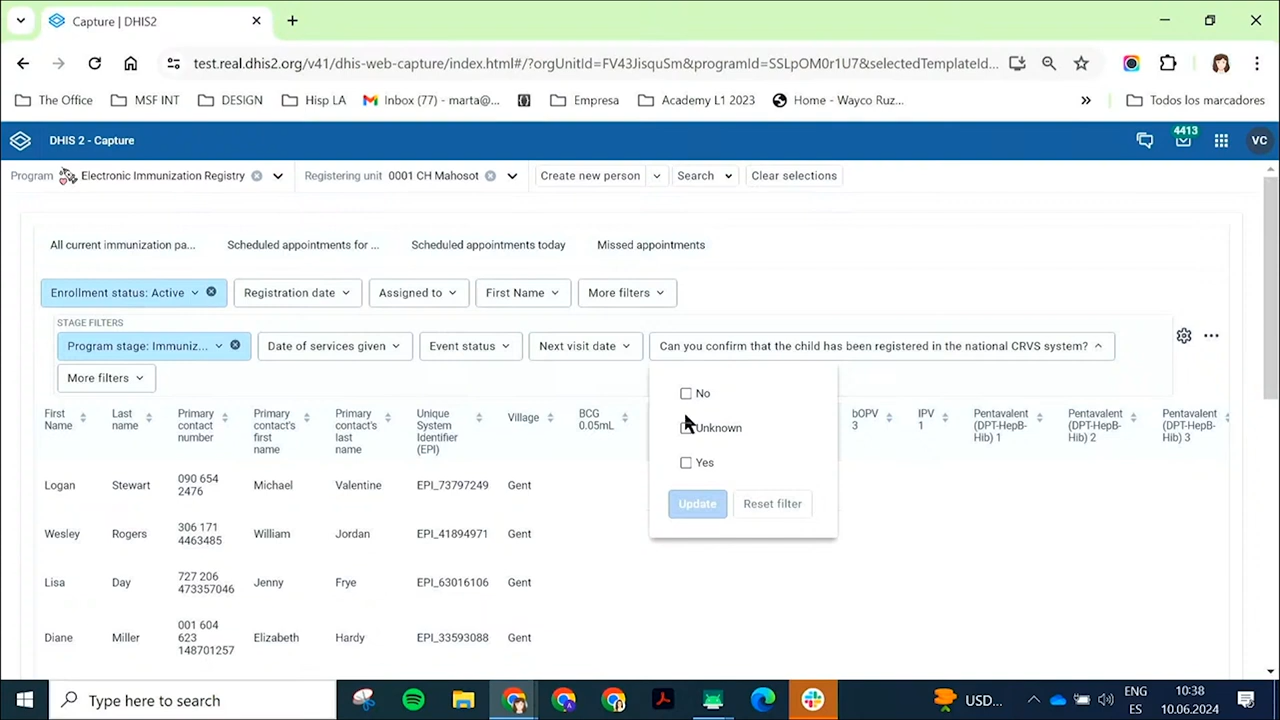 Capture | DHIS2
test.real.dhis2.org/v41/dhis-web-capture/index.html#/?orgUnitId=FV43JisquSm&programId=SSLpOM0r1U7&selectedTemplateId...
The Office
MSF INT
DESIGN
Hisp LA
Inbox (77) - marta@...
Empresa
Academy L1 2023
Home - Wayco Ruz...
»
Todos los marcadores
DHIS 2 - Capture
4413
VC
Program
Electronic Immunization Registry
Registering unit
0001 CH Mahosot
Create new person
Search
Clear selections
All current immunization pa...
Scheduled appointments for ...
Scheduled appointments today
Missed appointments
Enrollment status: Active
Registration date
Assigned to
First Name
More filters
STAGE FILTERS
Program stage: Immuniz...
Date of services given
Event status
Next visit date
Can you confirm that the child has been registered in the national CRVS system?
More filters
No
Unknown
Yes
Update
Reset filter
First
Name
Last
name
Primary
contact
number
Primary
contact's
first
name
Primary
contact's
last
name
Unique
System
Identifier
(EPI)
Village
BCG
0.05mL
bOPV
3
IPV
1
Pentavalent
(DPT-HepB-
Hib) 1
Pentavalent
(DPT-HepB-
Hib) 2
Pentavalent
(DPT-HepB-
Hib) 3
Logan
Stewart
090 654
2476
Michael
Valentine
EPI_73797249
Gent
Wesley
Rogers
306 171
4463485
William
Jordan
EPI_41894971
Gent
Lisa
Day
727 206
473357046
Jenny
Frye
EPI_63016106
Gent
Diane
Miller
001 604
623
148701257
Elizabeth
Hardy
EPI_33593088
Gent
Type here to search
USD...
ENG
ES
10:38
10.06.2024